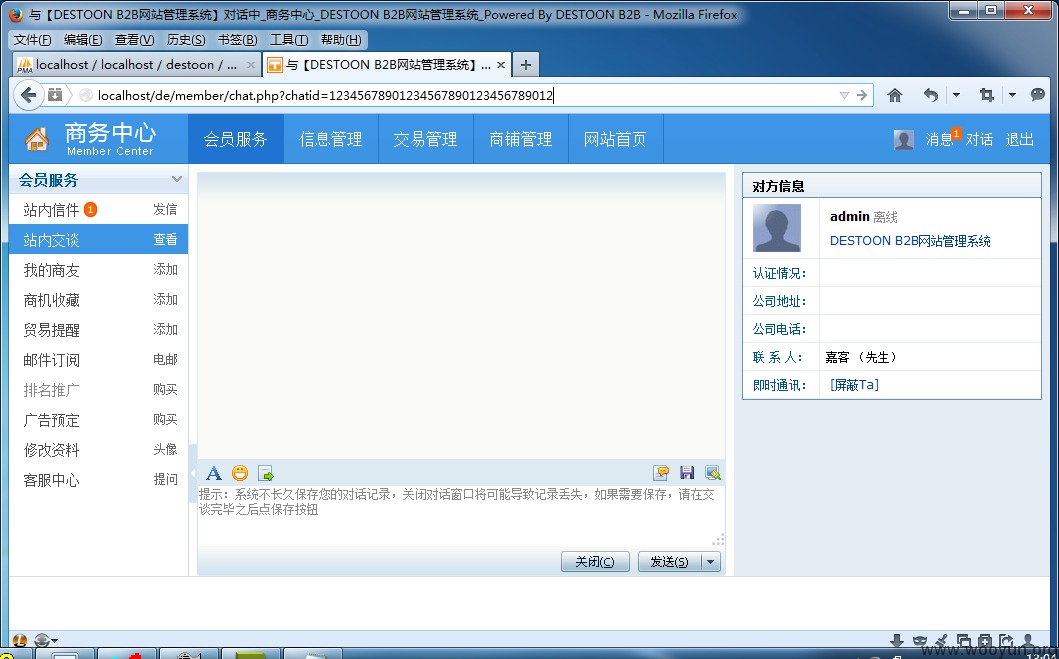 与【DESTOON B2B网站管理系统】对话中_商务中心_DESTOON B2B网站管理系统_Powered By DESTOON B2B - Mozilla Firefox
文件(F) 编辑(E) 查看(V) 历史(S) 书签(B) 工具(T) 帮助(H)
PMA localhost / localhost / destoon / ... × 与【DESTOON B2B网站管理系统】... × +
localhost/de/member/chat.php?chatid=12345678901234567890123456789012
商务中心
Member Center
会员服务 信息管理 交易管理 商铺管理 网站首页 消息1 对话 退出
会员服务
站内信件 1 发信
站内交谈 查看
我的商友 添加
商机收藏 添加
贸易提醒 添加
邮件订阅 电邮
排名推广 购买
广告预定 购买
修改资料 头像
客服中心 提问
提示：系统不长久保存您的对话记录，关闭对话窗口将可能导致记录丢失，如果需要保存，请在交
谈完毕之后点保存按钮
关闭(C) 发送(S)
对方信息
admin 离线
DESTOON B2B网站管理系统
认证情况：
公司地址：
公司电话：
联 系 人： 嘉客 （先生）
即时通讯： [屏蔽Ta]
www.wooyun.org